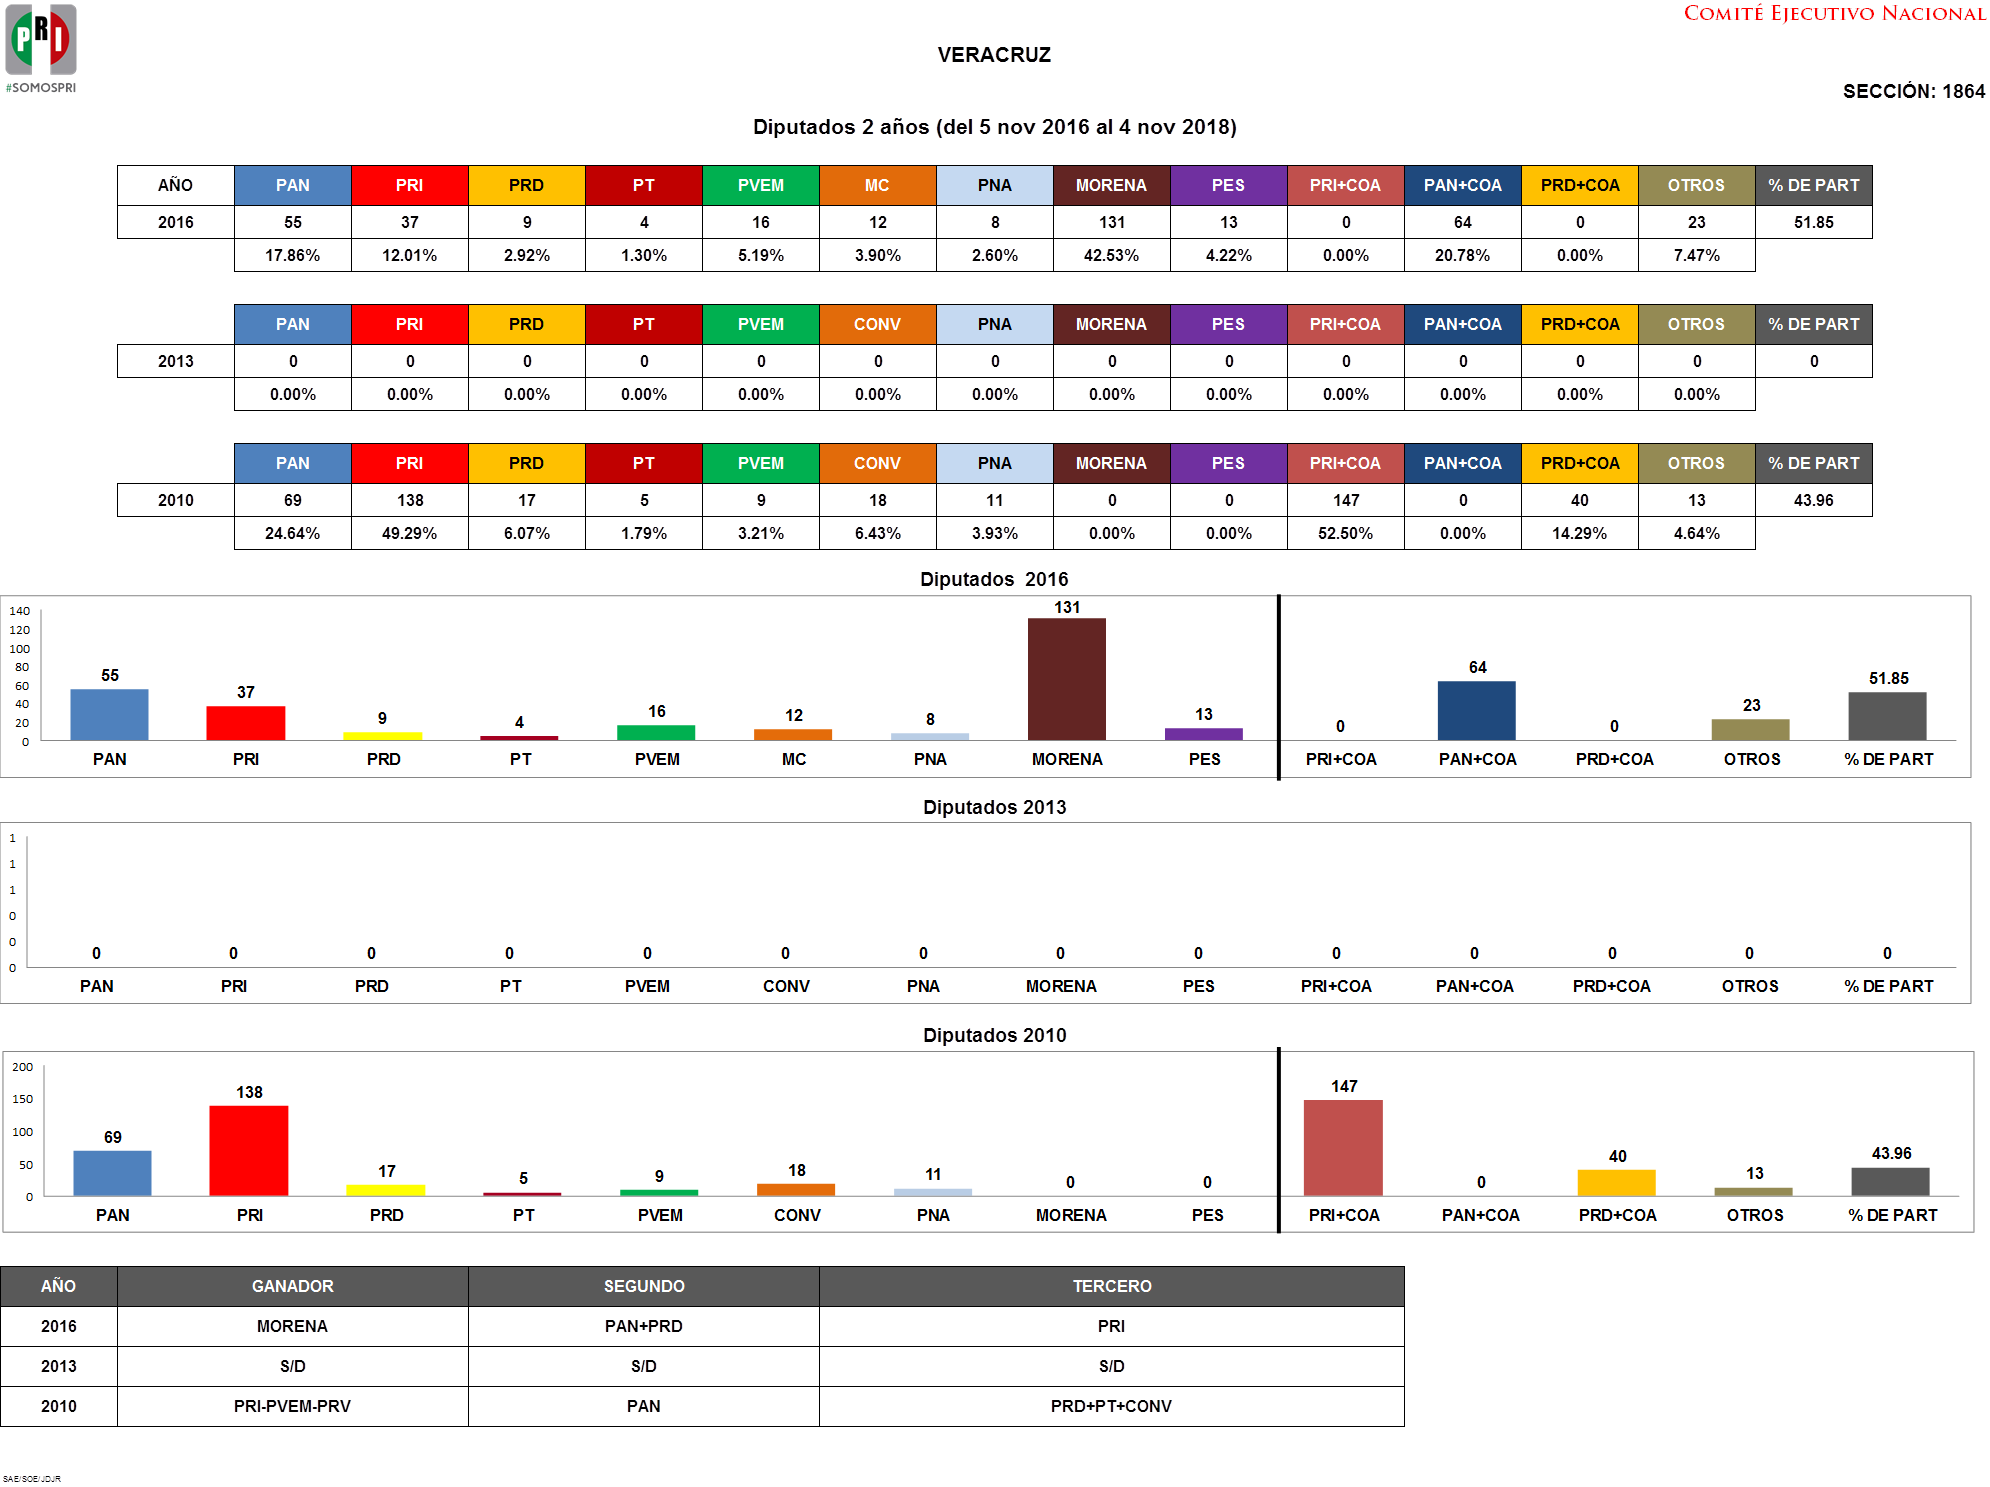 COMITÉ EJECUTIVO NACIONAL
PRI
#SOMOSPRI
VERACRUZ
SECCIÓN: 1864
Diputados 2 años (del 5 nov 2016 al 4 nov 2018)
AÑO PAN PRI PRD PT PVEM MC PNA MORENA PES PRI+COA PAN+COA PRD+COA OTROS % DE PART
2016 55 37 9 4 16 12 8 131 13 0 64 0 23 51.85
17.86% 12.01% 2.92% 1.30% 5.19% 3.90% 2.60% 42.53% 4.22% 0.00% 20.78% 0.00% 7.47%
PAN PRI PRD PT PVEM CONV PNA MORENA PES PRI+COA PAN+COA PRD+COA OTROS % DE PART
2013 0 0 0 0 0 0 0 0 0 0 0 0 0 0
0.00% 0.00% 0.00% 0.00% 0.00% 0.00% 0.00% 0.00% 0.00% 0.00% 0.00% 0.00% 0.00%
PAN PRI PRD PT PVEM CONV PNA MORENA PES PRI+COA PAN+COA PRD+COA OTROS % DE PART
2010 69 138 17 5 9 18 11 0 0 147 0 40 13 43.96
24.64% 49.29% 6.07% 1.79% 3.21% 6.43% 3.93% 0.00% 0.00% 52.50% 0.00% 14.29% 4.64%
Diputados 2016
140
120
100
80
60
40
20
0
55 37 9 4 16 12 8 131 13 0 64 0 23 51.85
PAN PRI PRD PT PVEM MC PNA MORENA PES PRI+COA PAN+COA PRD+COA OTROS % DE PART
Diputados 2013
1
1
1
0
0
0
0 0 0 0 0 0 0 0 0 0 0 0 0 0
PAN PRI PRD PT PVEM CONV PNA MORENA PES PRI+COA PAN+COA PRD+COA OTROS % DE PART
Diputados 2010
200
150
100
50
0
69 138 17 5 9 18 11 0 0 147 0 40 13 43.96
PAN PRI PRD PT PVEM CONV PNA MORENA PES PRI+COA PAN+COA PRD+COA OTROS % DE PART
AÑO GANADOR SEGUNDO TERCERO
2016 MORENA PAN+PRD PRI
2013 S/D S/D S/D
2010 PRI-PVEM-PRV PAN PRD+PT+CONV
SAE/SOE/JDJR